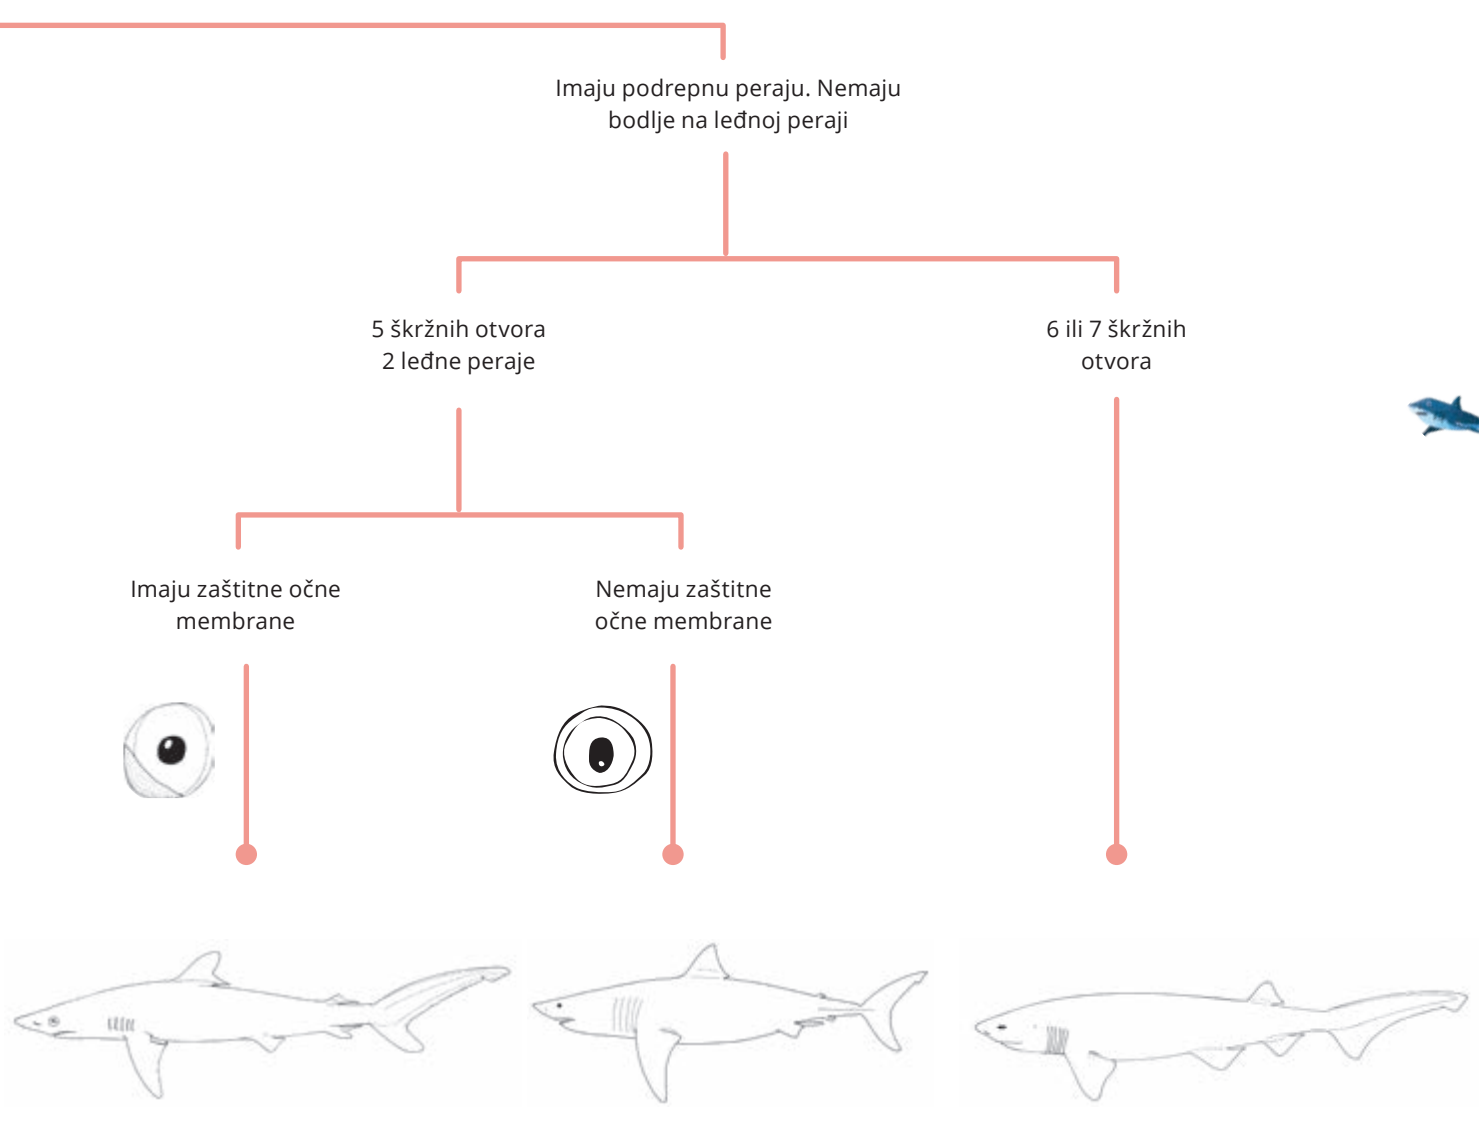 Imaju podrepnu peraju. Nemaju
bodlje na leđnoj peraji
5 škržnih otvora
2 leđne peraje
6 ili 7 škržnih
otvora
Imaju zaštitne očne
membrane
Nemaju zaštitne
očne membrane